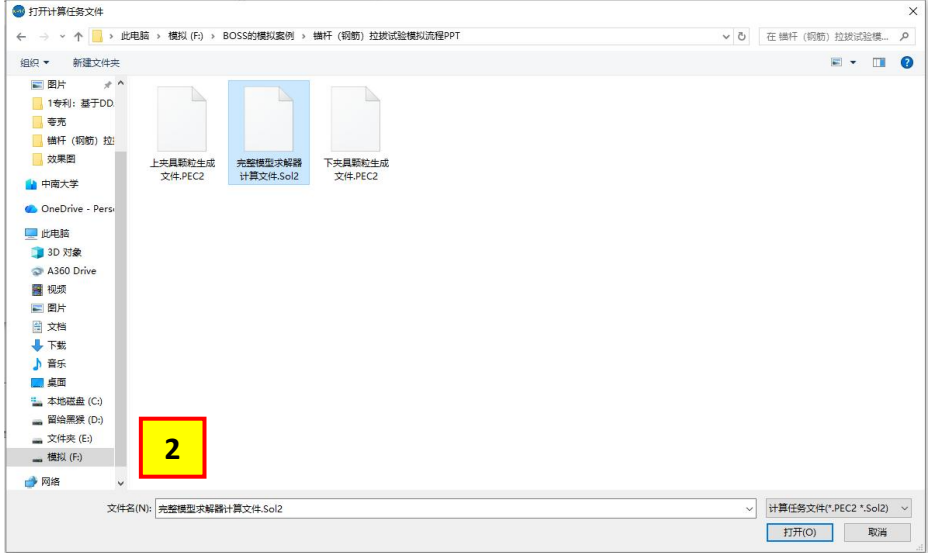 打开计算任务文件
此电脑 › 模拟 (F:) › BOSS的模拟案例 › 锚杆（钢筋）拉拔试验模拟流程PPT
在 锚杆（钢筋）拉拔试验模...
组织
新建文件夹
图片
1专利：基于DD
夸克
锚杆（钢筋）拉
效果图
中南大学
OneDrive - Pers
此电脑
3D 对象
A360 Drive
视频
图片
文档
下载
音乐
桌面
本地磁盘 (C:)
留给黑猴 (D:)
文件夹 (E:)
模拟 (F:)
网络
上夹具颗粒生成
文件.PEC2
完整模型求解器
计算文件.Sol2
下夹具颗粒生成
文件.PEC2
2
文件名(N):
完整模型求解器计算文件.Sol2
计算任务文件(*.PEC2 *.Sol2)
打开(O)
取消